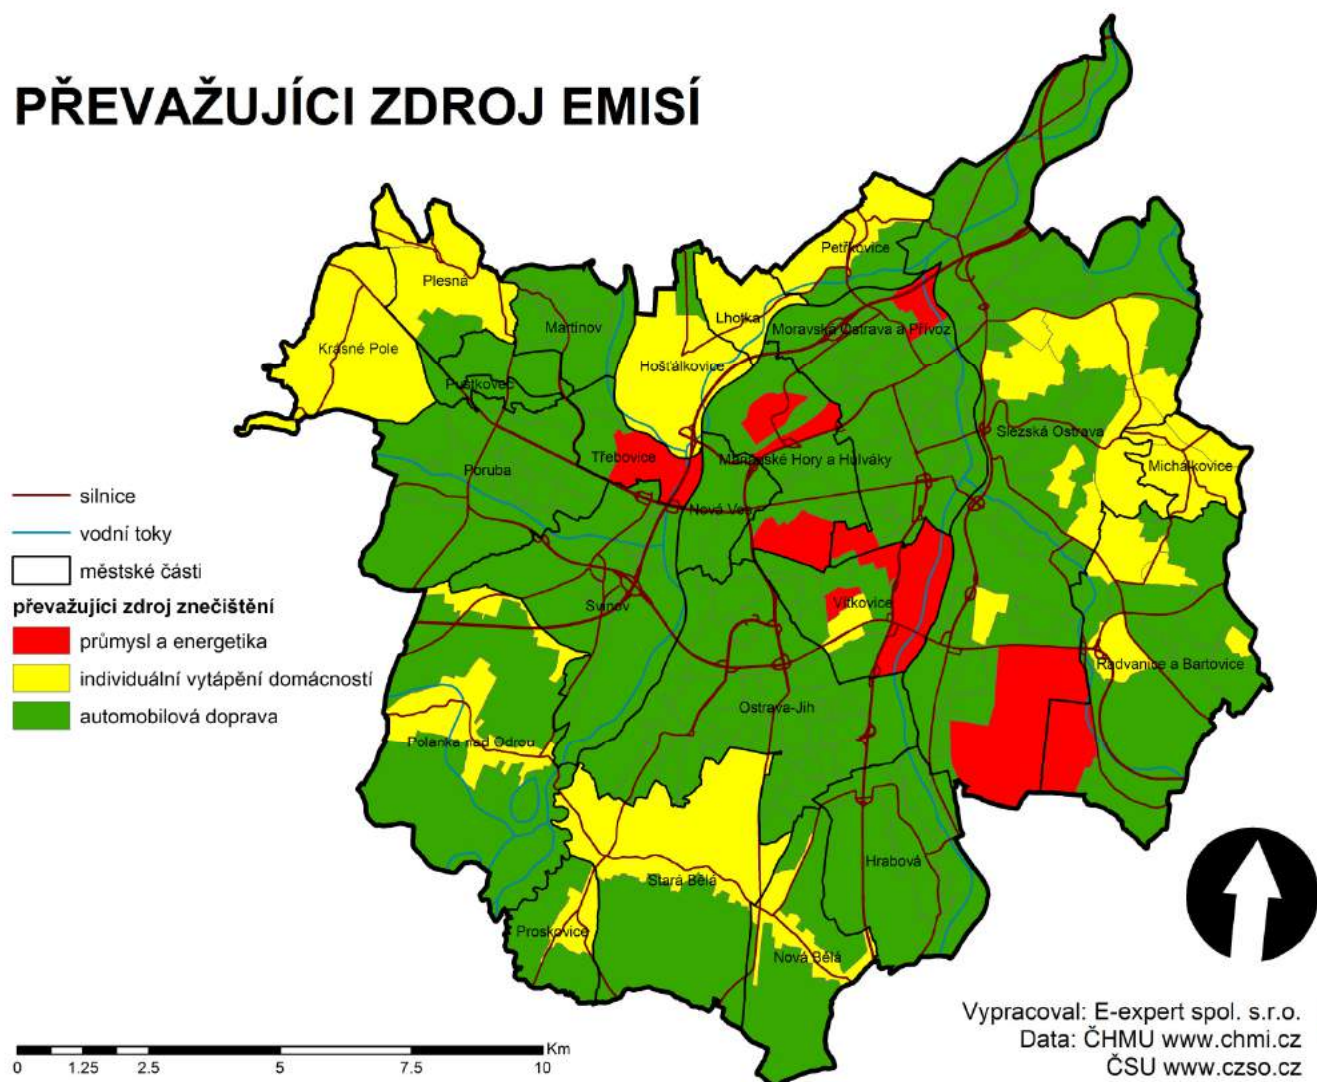 PŘEVAŽUJÍCI ZDROJ EMISÍ
Petřkovice
Plesná
Lhotka
Martinov
Moravská Ostrava a Přívoz
Krásné Pole
Hošťálkovice
Pustkovec
Slezská Ostrava
Třebovice
Mariánské Hory a Hulváky
Michálkovice
Poruba
Nová Ves
silnice
vodní toky
městské části
převažujíci zdroj znečištění
průmysl a energetika
individuální vytápění domácností
automobilová doprava
Svinov
Vítkovice
Radvanice a Bartovice
Ostrava-Jih
Polanka nad Odrou
Hrabová
Stará Bělá
Proskovice
Nová Bělá
Vypracoval: E-expert spol. s.r.o.
Data: ČHMU www.chmi.cz
ČSU www.czso.cz
Km
0 1.25 2.5 5 7.5 10